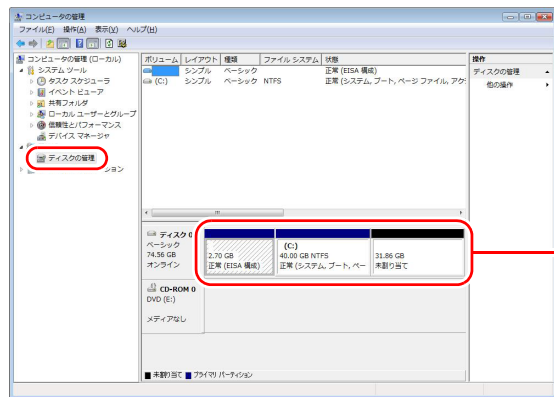 コンピュータの管理
ファイル(F) 操作(A) 表示(V) ヘルプ(H)
コンピュータの管理 (ローカル)
システム ツール
タスク スケジューラ
イベント ビューア
共有フォルダ
ローカル ユーザーとグループ
信頼性とパフォーマンス
デバイス マネージャ
ディスクの管理
ション
ボリューム レイアウト 種類 ファイル システム 状態
シンプル ベーシック 正常 (EISA 構成)
(C:) シンプル ベーシック NTFS 正常 (システム, ブート, ページ ファイル, アク
操作
ディスクの管理
他の操作
ディスク 0
ベーシック
74.56 GB
オンライン
2.70 GB
正常 (EISA 構成)
(C:)
40.00 GB NTFS
正常 (システム, ブート, ペー
31.86 GB
未割り当て
CD-ROM 0
DVD (E:)
メディアなし
未割り当て プライマリ パーティション